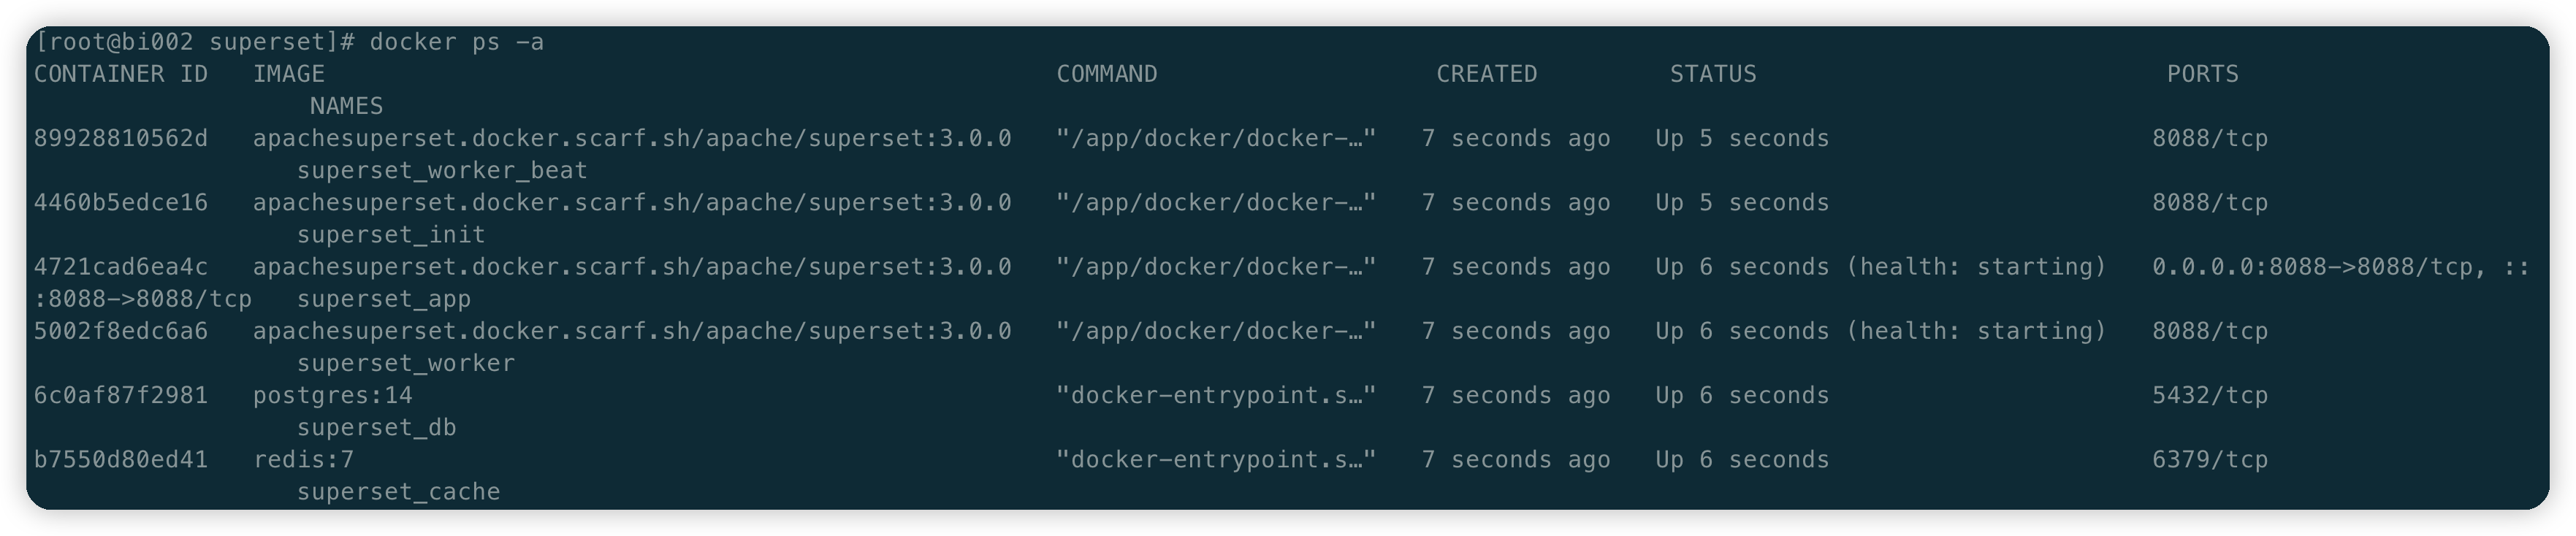 [root@bi002 superset]# docker ps -a
CONTAINER ID   IMAGE                                                  COMMAND                   CREATED         STATUS                            PORTS
                   NAMES
89928810562d   apachesuperset.docker.scarf.sh/apache/superset:3.0.0   "/app/docker/docker-…"   7 seconds ago   Up 5 seconds                      8088/tcp
                  superset_worker_beat
4460b5edce16   apachesuperset.docker.scarf.sh/apache/superset:3.0.0   "/app/docker/docker-…"   7 seconds ago   Up 5 seconds                      8088/tcp
                  superset_init
4721cad6ea4c   apachesuperset.docker.scarf.sh/apache/superset:3.0.0   "/app/docker/docker-…"   7 seconds ago   Up 6 seconds (health: starting)   0.0.0.0:8088->8088/tcp, ::
:8088->8088/tcp   superset_app
5002f8edc6a6   apachesuperset.docker.scarf.sh/apache/superset:3.0.0   "/app/docker/docker-…"   7 seconds ago   Up 6 seconds (health: starting)   8088/tcp
                  superset_worker
6c0af87f2981   postgres:14                                            "docker-entrypoint.s…"   7 seconds ago   Up 6 seconds                      5432/tcp
                  superset_db
b7550d80ed41   redis:7                                                "docker-entrypoint.s…"   7 seconds ago   Up 6 seconds                      6379/tcp
                  superset_cache